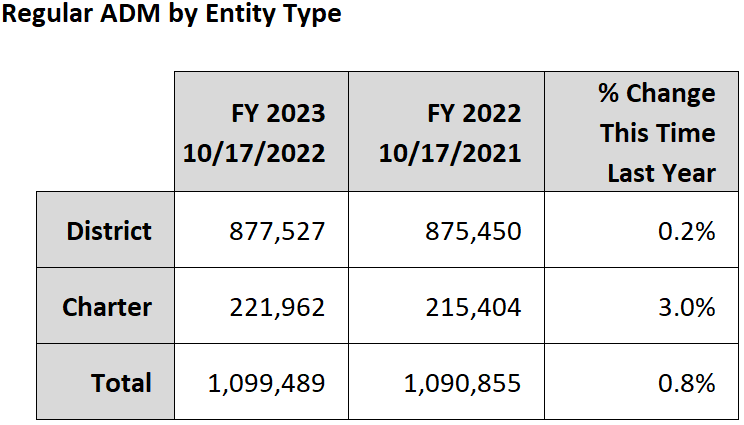 Regular ADM by Entity Type
FY 2023 FY 2022 % Change
10/17/2022 10/17/2021 This Time
Last Year
District 877,527 875,450 0.2%
Charter 221,962 215,404 3.0%
Total 1,099,489 1,090,855 0.8%